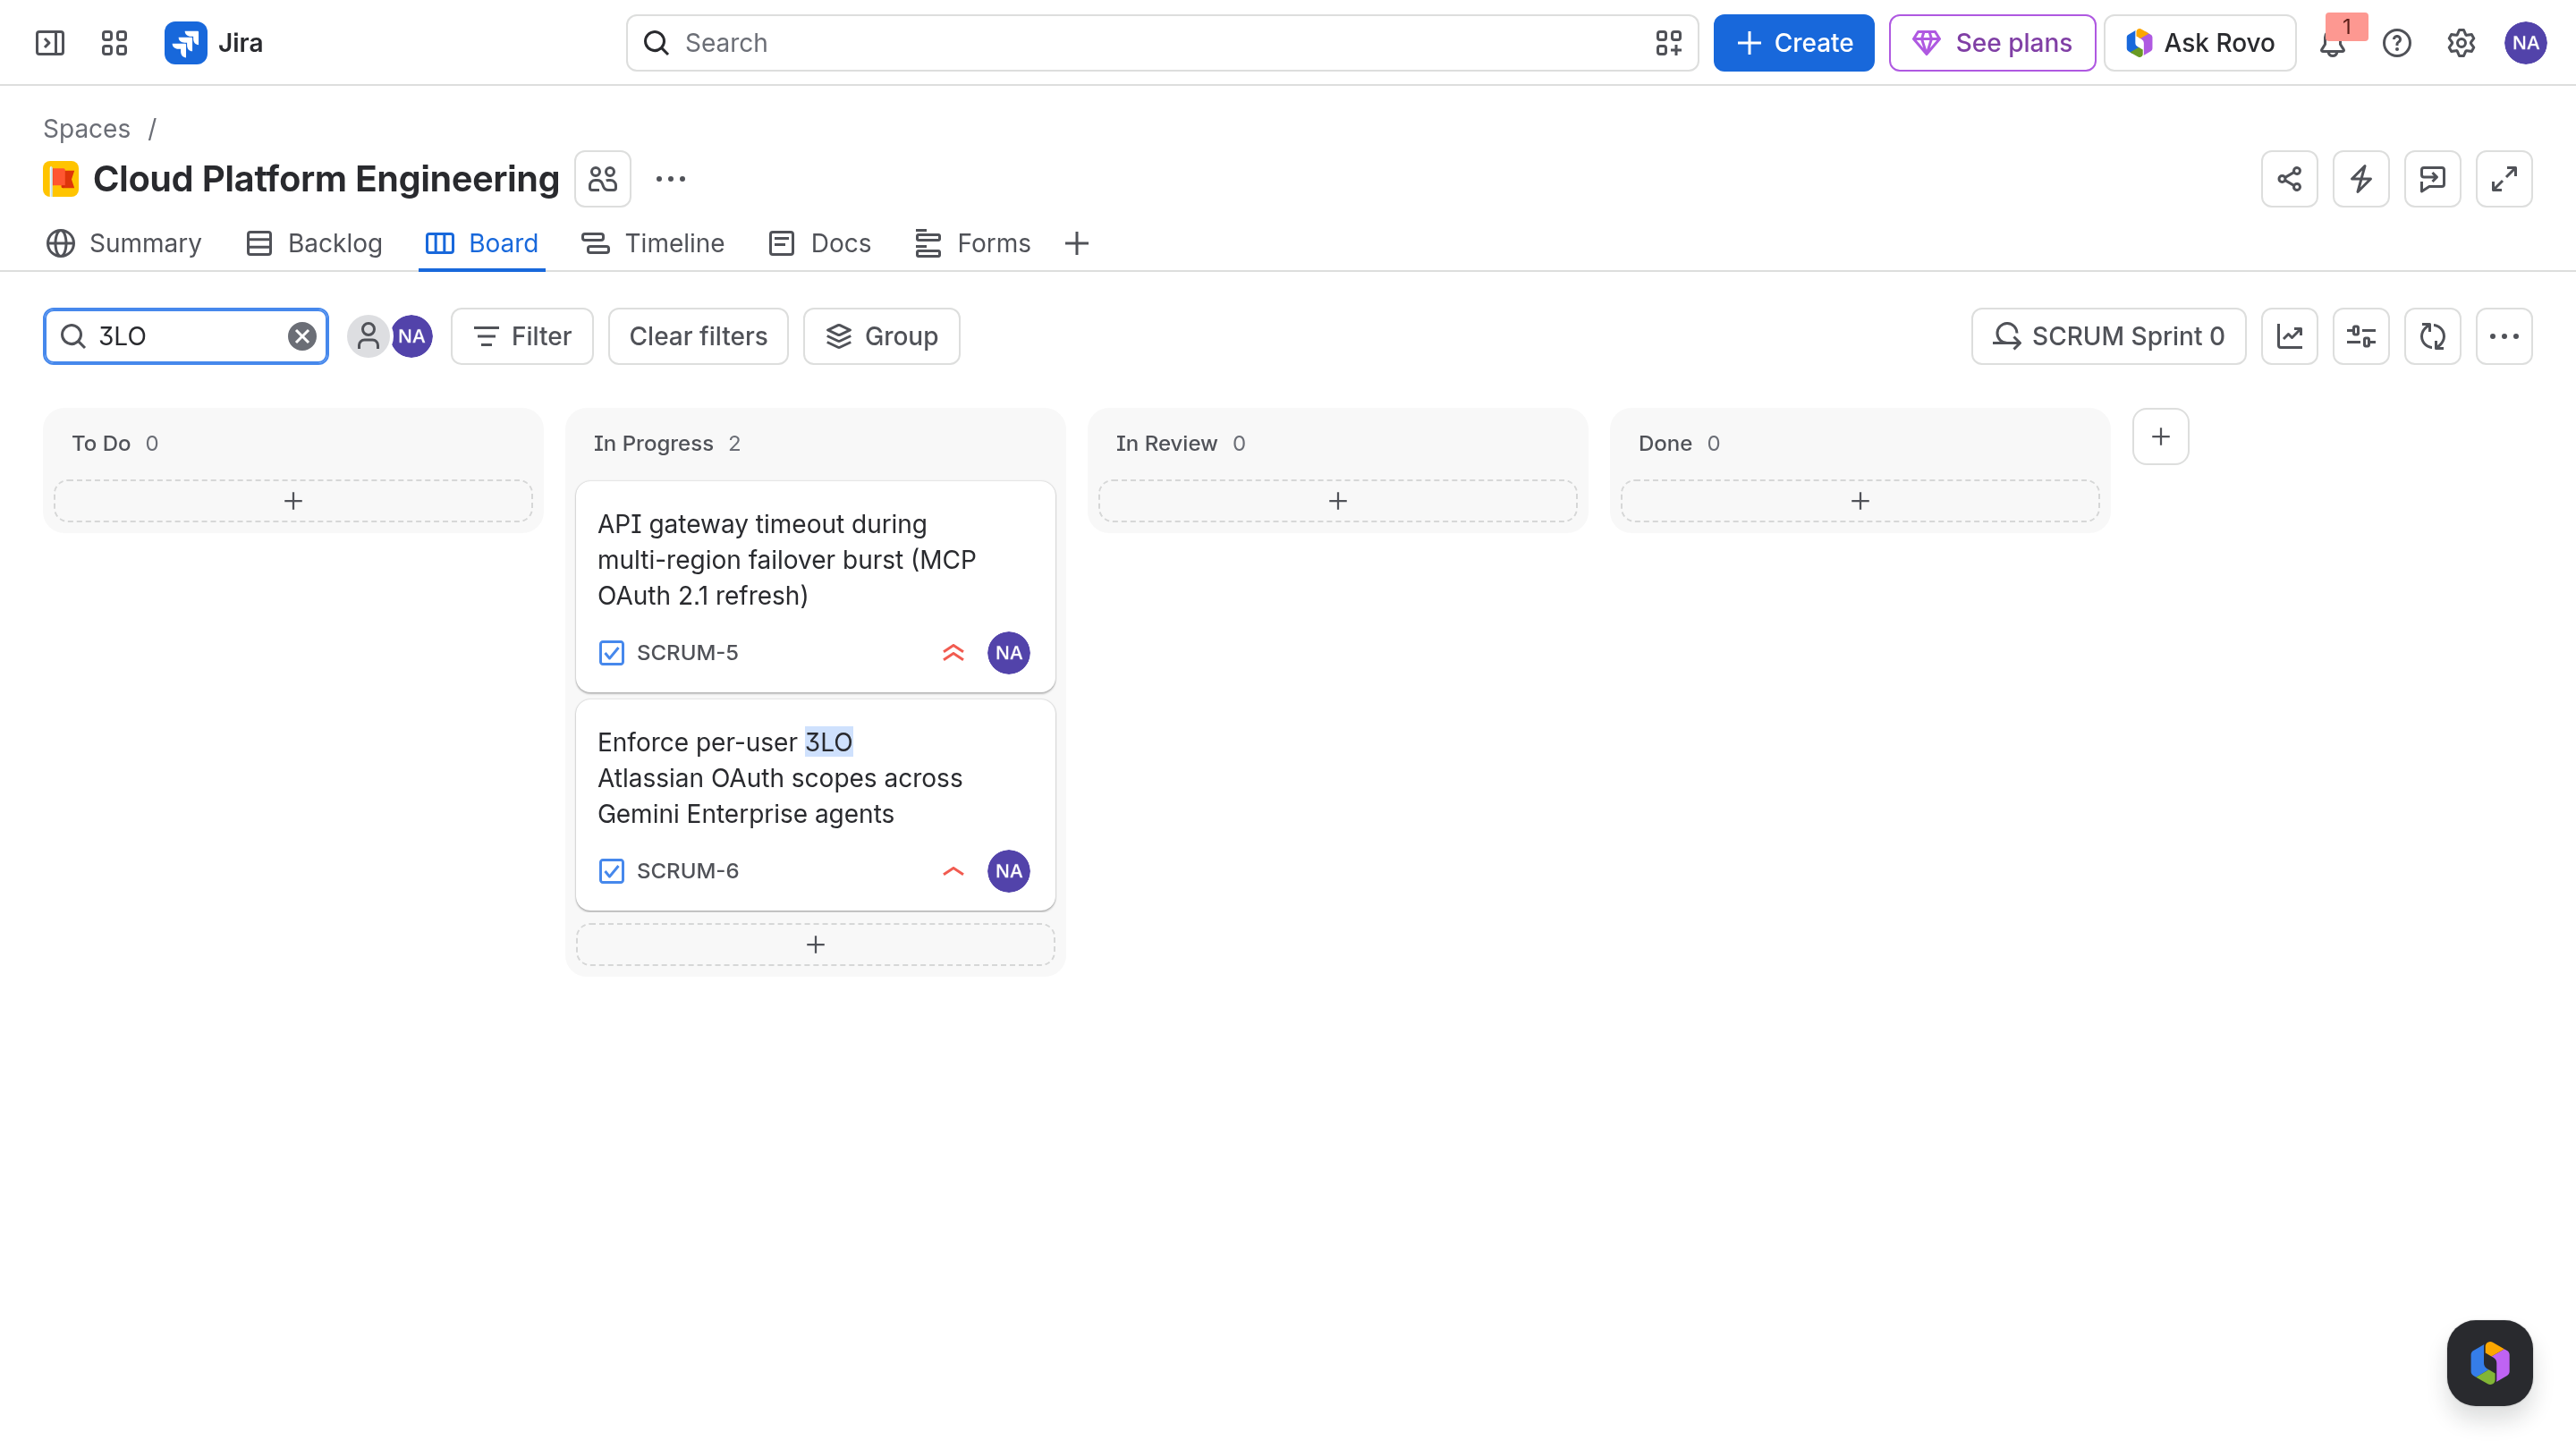 Jira
Search
Create
See plans
Ask Rovo
1
NA
Spaces /
Cloud Platform Engineering
Summary
Backlog
Board
Timeline
Docs
Forms
3LO
NA
Filter
Clear filters
Group
SCRUM Sprint 0
To Do 0
In Progress 2
In Review 0
Done 0
API gateway timeout during
multi-region failover burst (MCP
OAuth 2.1 refresh)
SCRUM-5
NA
Enforce per-user 3LO
Atlassian OAuth scopes across
Gemini Enterprise agents
SCRUM-6
NA